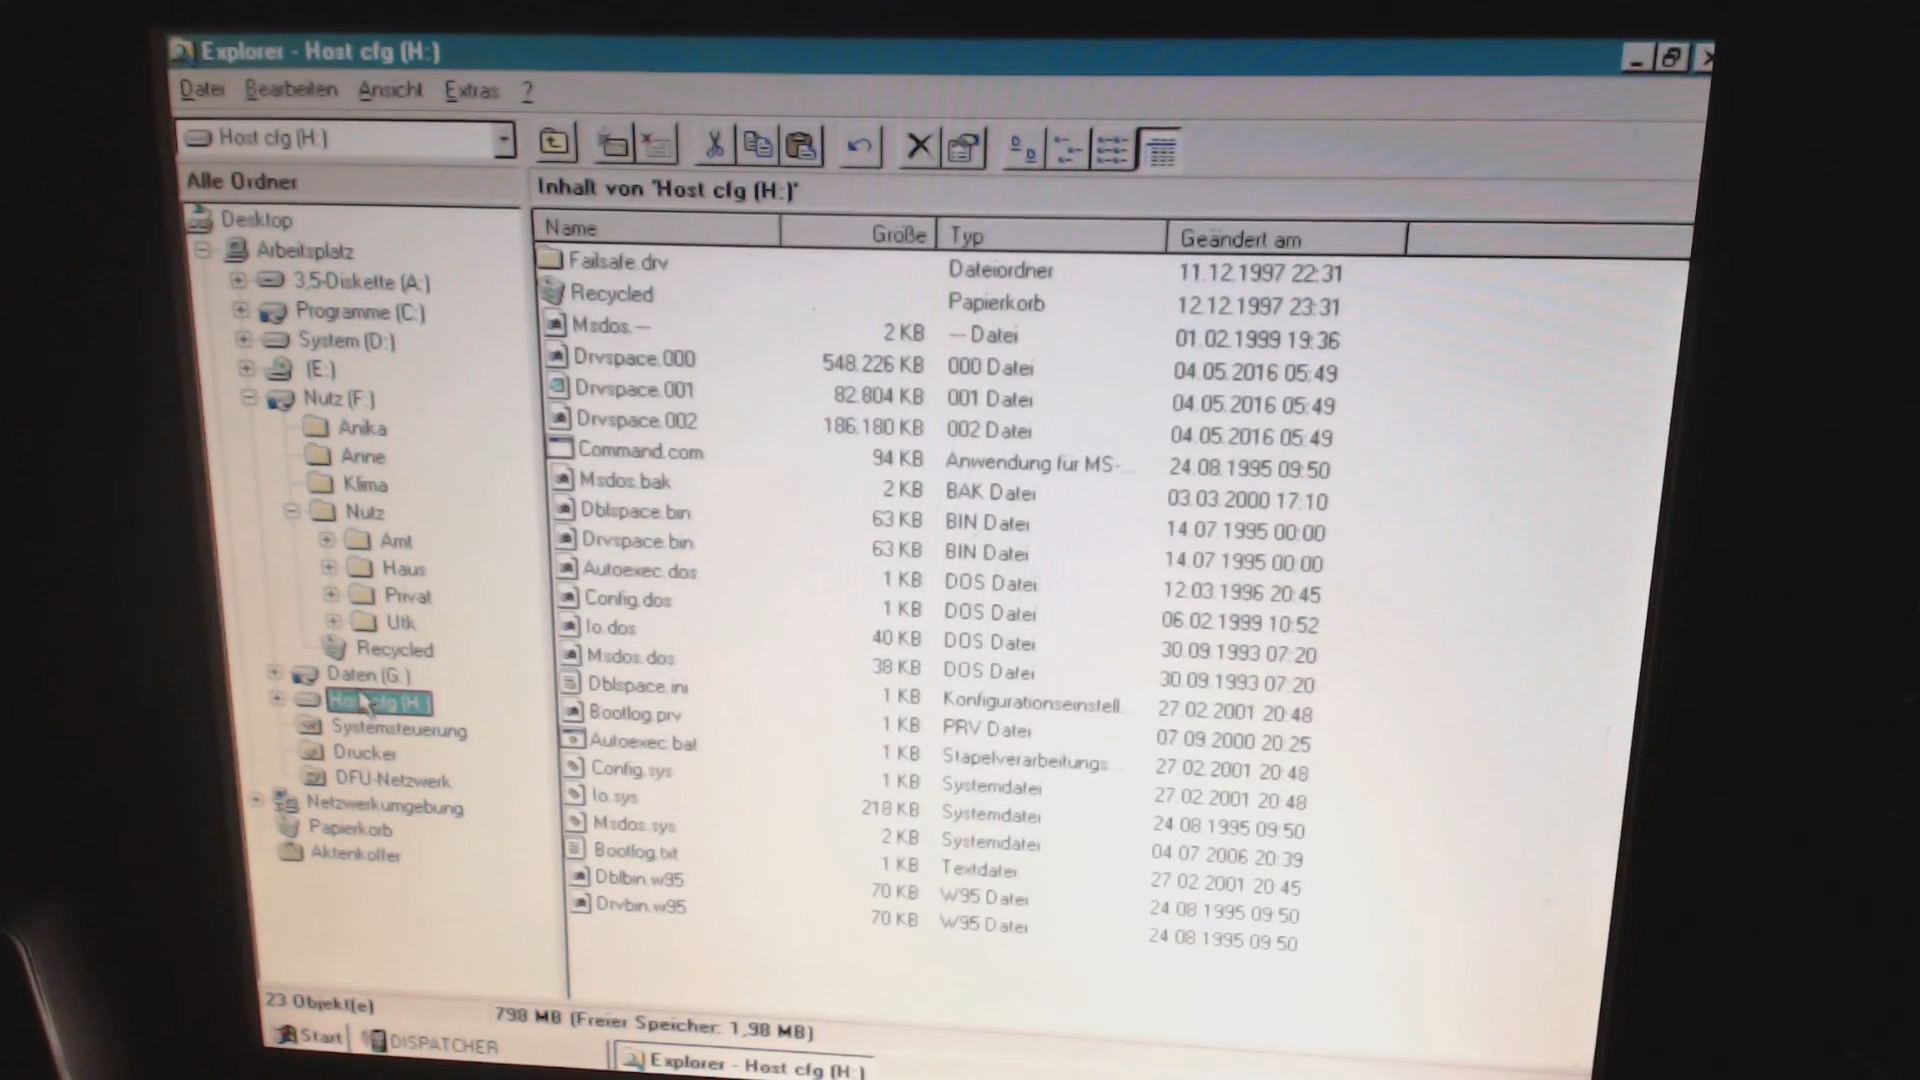 Explorer - Host cfg (H:)
Datei Bearbeiten Ansicht Extras ?
Host cfg (H:)
Alle Ordner
Inhalt von 'Host cfg (H:)'
Desktop
Arbeitsplatz
3,5-Diskette (A:)
Programme (C:)
System (D:)
(E:)
Nutz (F:)
Anika
Anne
Klima
Nutz
Amt
Haus
Privat
Utk
Recycled
Daten (G:)
Host cfg (H:)
Systemsteuerung
Drucker
DFÜ-Netzwerk
Netzwerkumgebung
Papierkorb
Aktenkoffer
Name Größe Typ Geändert am
Failsafe.drv Dateiordner 11.12.1997 22:31
Recycled Papierkorb 12.12.1997 23:31
Msdos.--- 2 KB --- Datei 01.02.1999 19:36
Drvspace.000 548.226 KB 000 Datei 04.05.2016 05:49
Drvspace.001 82.804 KB 001 Datei 04.05.2016 05:49
Drvspace.002 186.180 KB 002 Datei 04.05.2016 05:49
Command.com 94 KB Anwendung für MS-... 24.08.1995 09:50
Msdos.bak 2 KB BAK Datei 03.03.2000 17:10
Dblspace.bin 63 KB BIN Datei 14.07.1995 00:00
Drvspace.bin 63 KB BIN Datei 14.07.1995 00:00
Autoexec.dos 1 KB DOS Datei 12.03.1996 20:45
Config.dos 1 KB DOS Datei 06.02.1999 10:52
Io.dos 40 KB DOS Datei 30.09.1993 07:20
Msdos.dos 38 KB DOS Datei 30.09.1993 07:20
Dblspace.ini 1 KB Konfigurationseinstell... 27.02.2001 20:48
Bootlog.prv 1 KB PRV Datei 07.09.2000 20:25
Autoexec.bat 1 KB Stapelverarbeitungs... 27.02.2001 20:48
Config.sys 1 KB Systemdatei 27.02.2001 20:48
Io.sys 218 KB Systemdatei 24.08.1995 09:50
Msdos.sys 2 KB Systemdatei 04.07.2006 20:39
Bootlog.txt 1 KB Textdatei 27.02.2001 20:45
Dblbin.w95 70 KB W95 Datei 24.08.1995 09:50
Drvbin.w95 70 KB W95 Datei 24.08.1995 09:50
23 Objekt(e) 798 MB (Freier Speicher: 1,98 MB)
Start DISPATCHER Explorer - Host cfg (H:)